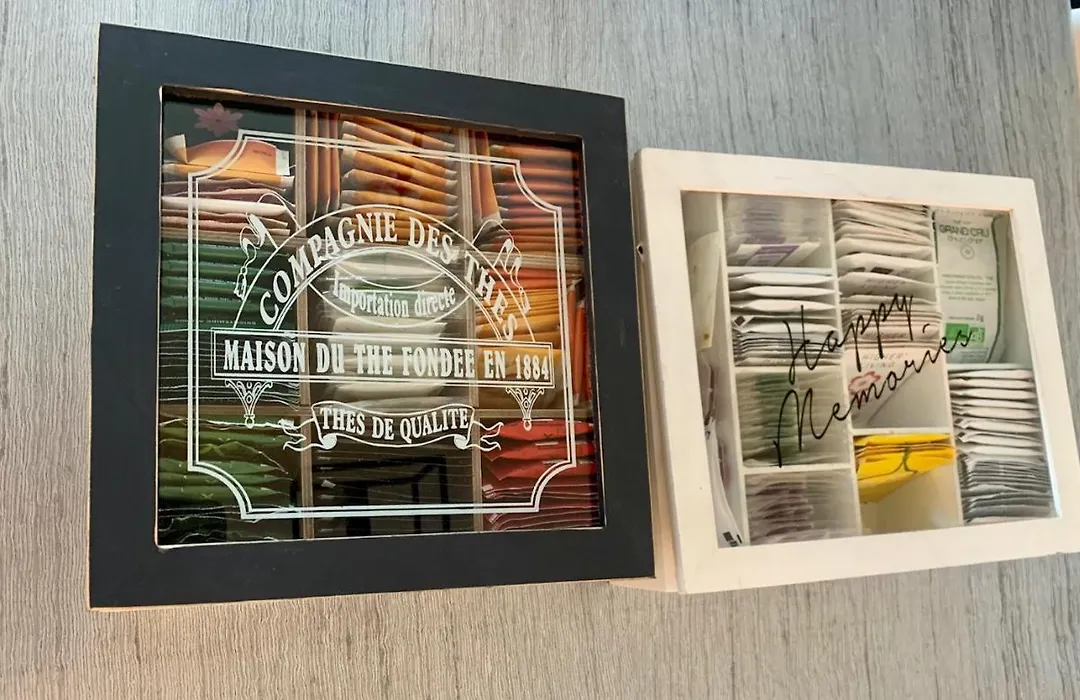 COMPAGNIE DES THES
Importation directe
MAISON DU THE FONDEE EN 1884
THES DE QUALITE
GRAND CRU
Happy
Memories